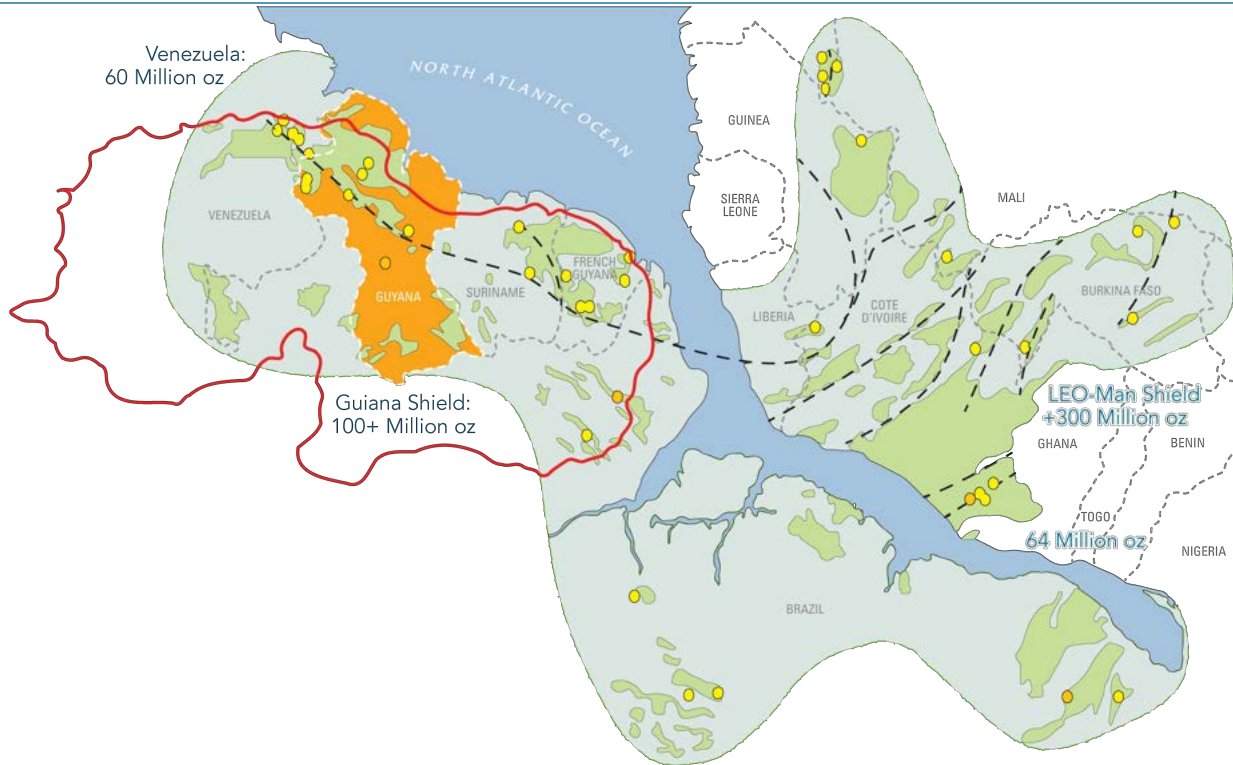 Venezuela:
60 Million oz
NORTH ATLANTIC OCEAN
GUINEA
SIERRA
LEONE
MALI
VENEZUELA
GUYANA
SURINAME
FRENCH
GUYANA
LIBERIA
COTE
D'IVOIRE
BURKINA FASO
Guiana Shield:
100+ Million oz
LEO-Man Shield
+300 Million oz
GHANA
BENIN
TOGO
64 Million oz
NIGERIA
BRAZIL